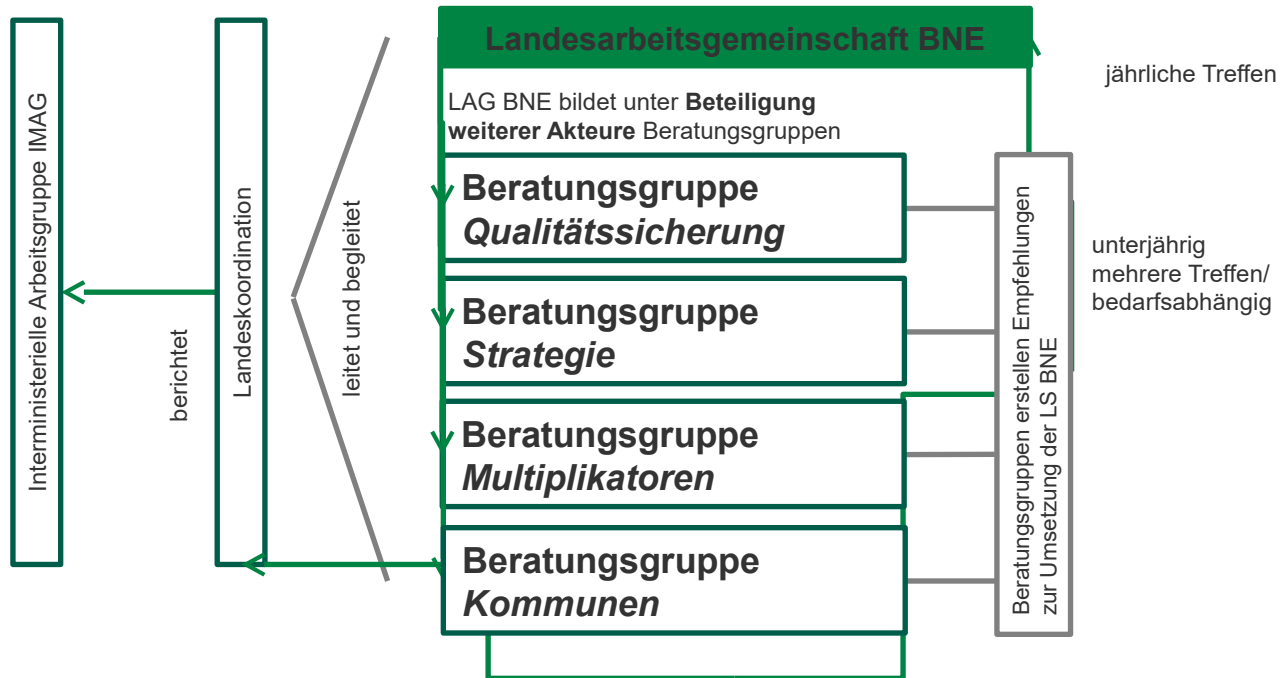 Interministerielle Arbeitsgruppe IMAG
berichtet
Landeskoordination
leitet und begleitet
Landesarbeitsgemeinschaft BNE
LAG BNE bildet unter Beteiligung
weiterer Akteure Beratungsgruppen
Beratungsgruppe
Qualitätssicherung
Beratungsgruppe
Strategie
Beratungsgruppe
Multiplikatoren
Beratungsgruppe
Kommunen
Beratungsgruppen erstellen Empfehlungen
zur Umsetzung der LS BNE
jährliche Treffen
unterjährig
mehrere Treffen/
bedarfsabhängig